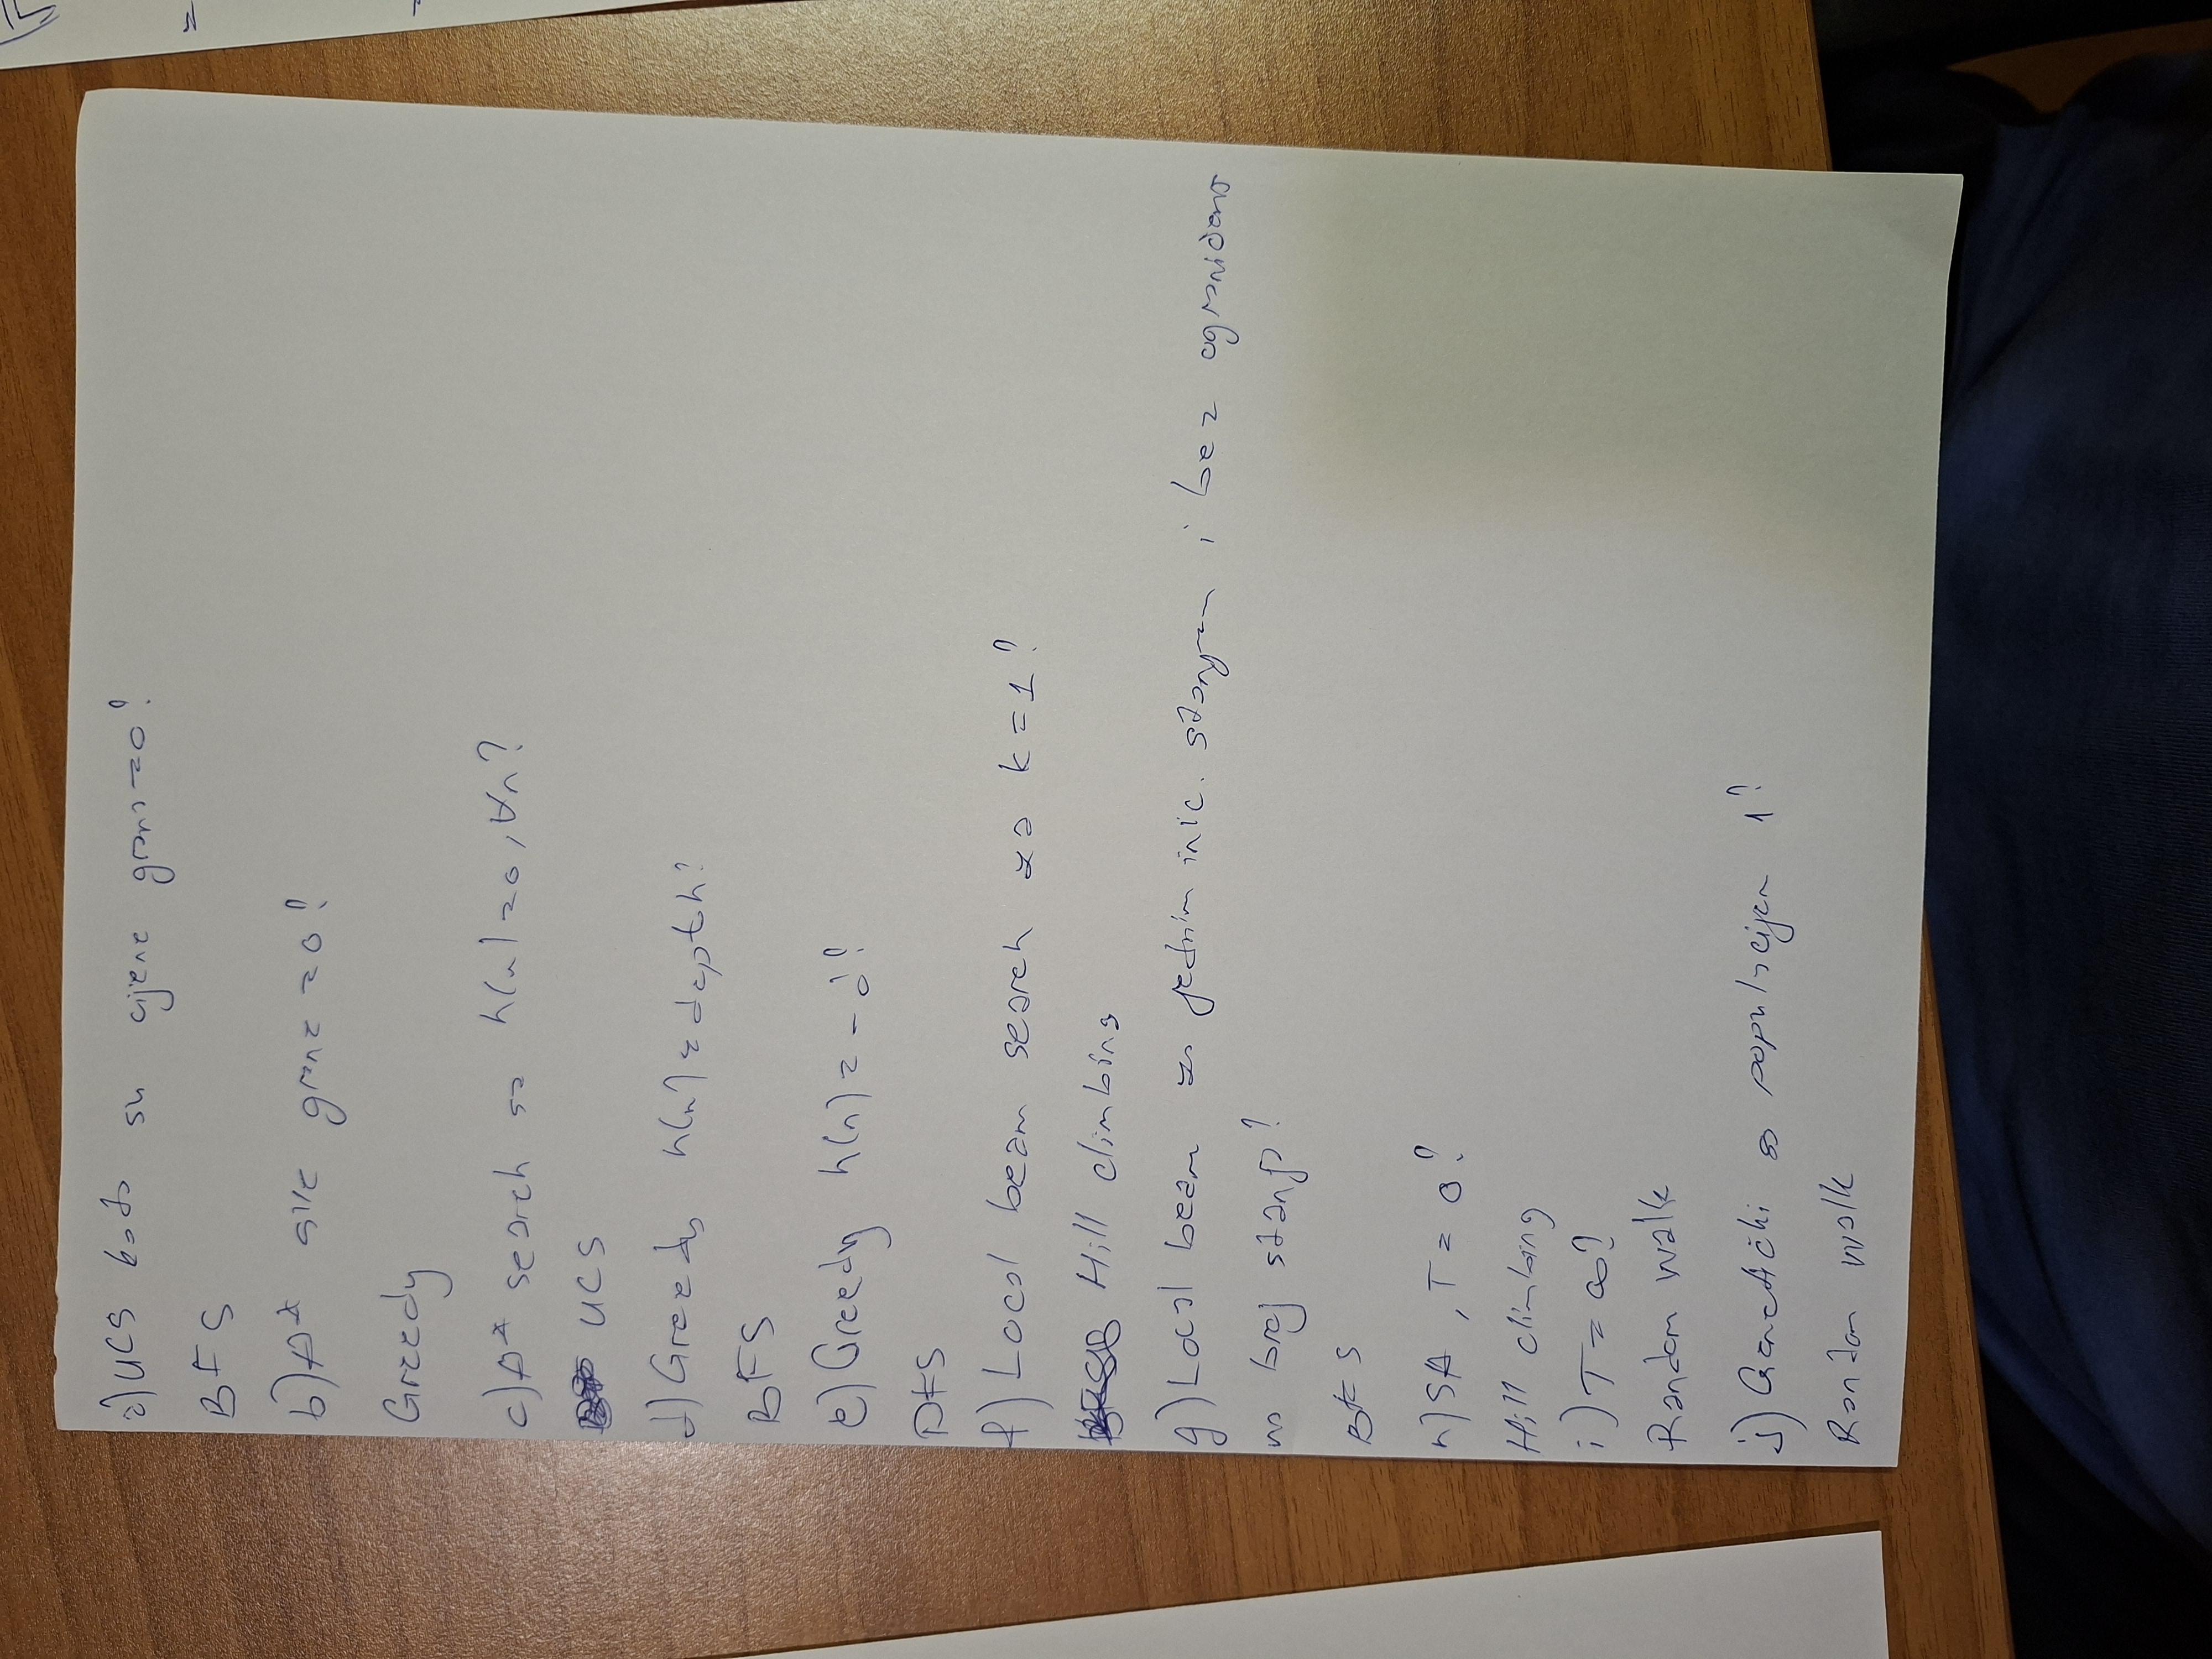 a) UCS kada su cijene grana = 0?
BFS
b) A* sve grane = 0?
Greedy
c) A* search sa h(n) = 0, ∀n?
UCS
d) Greedy h(n) = depth?
BFS
e) Greedy h(n) = -d?
DFS
f) Local beam search za k = 1?
Hill climbing
g) Local beam za jednim inic. stanjem i bez ograničenja
na broj stanja?
BFS
h) SA, T = 0?
Hill climbing
i) T = ∞?
Random walk
j) Genetički sa populacijom 1?
Random walk